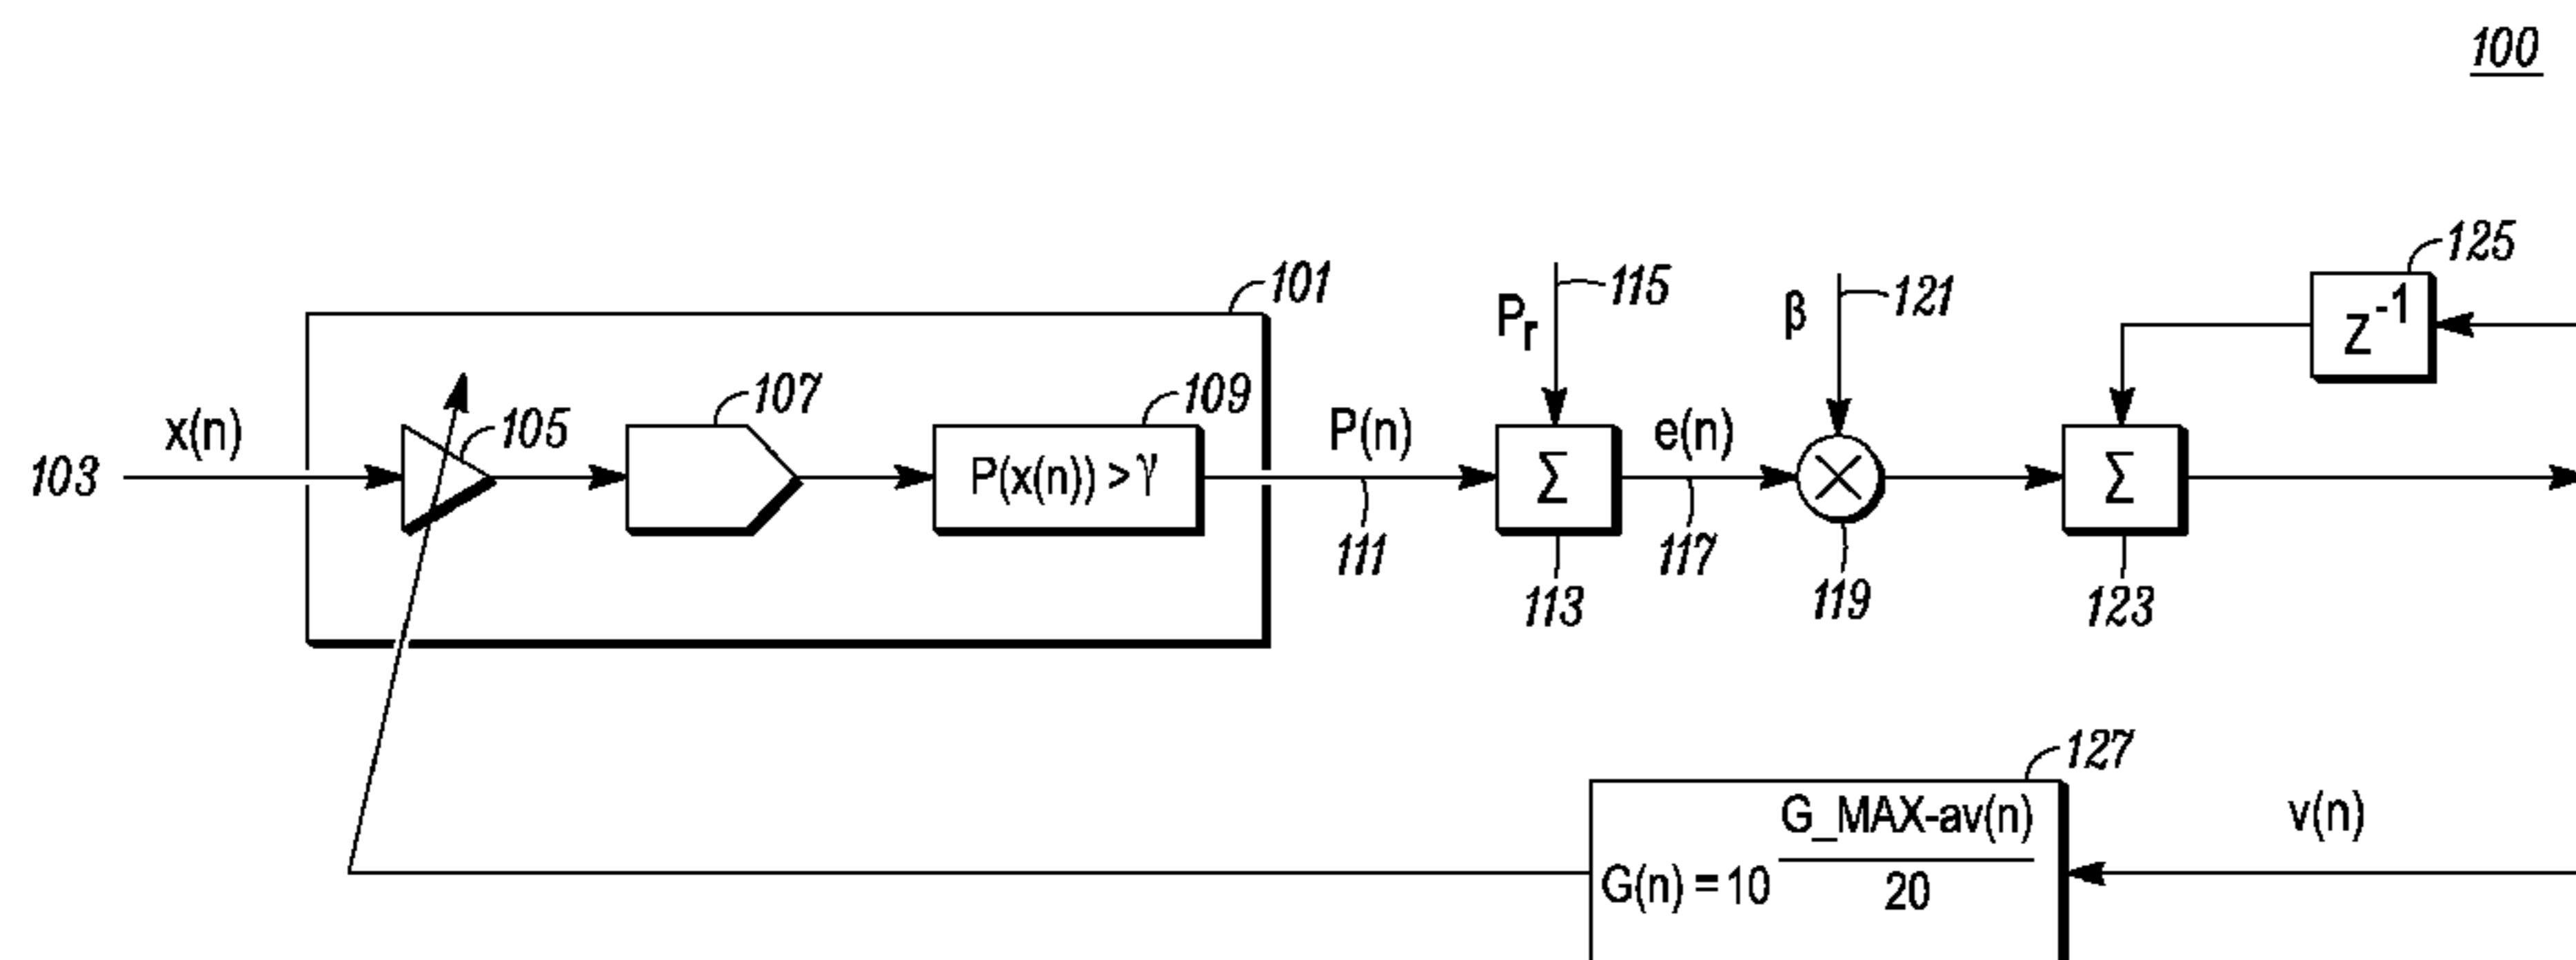 100
125
Z⁻¹
101
115
Pᵣ
121
β
107
109
105
x(n)
103
P(x(n)) > γ
P(n)
e(n)
Σ
Σ
111
117
113
119
123
127
G(n) = 10
G_MAX-av(n)
20
v(n)